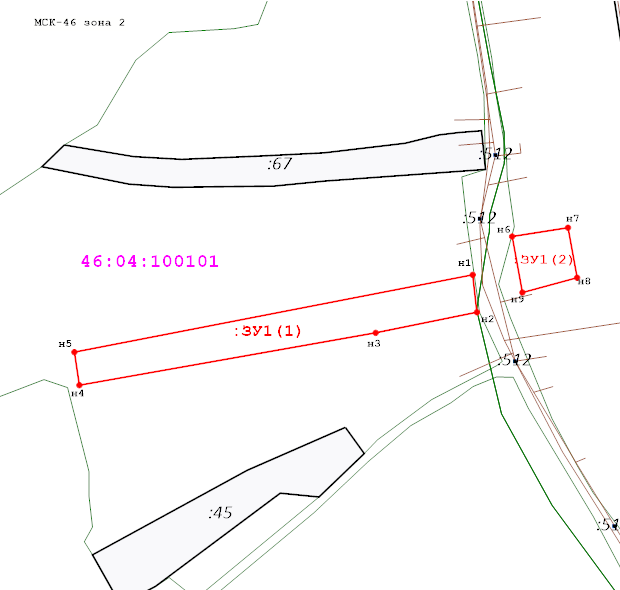 МСК-46 зона 2
:512
:67
:512
н7
н6
46:04:100101
н1
:ЗУ1(2)
н8
н9
н2
:ЗУ1(1)
н3
н5
:512
н4
:45
:51